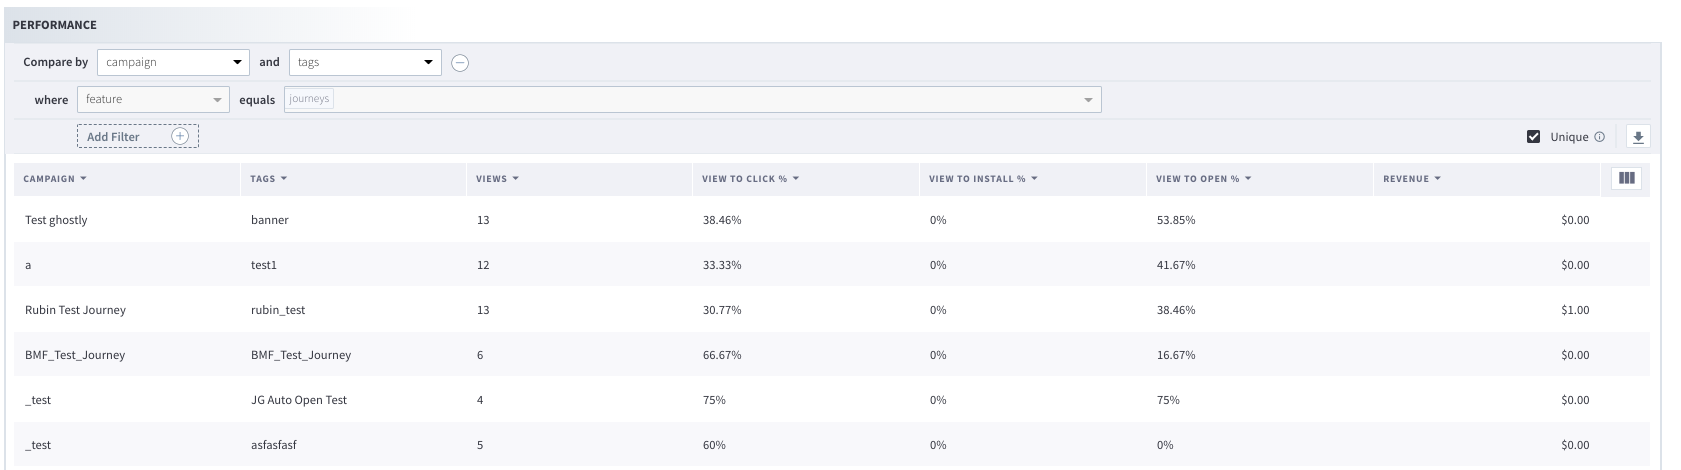 PERFORMANCE
Compare by campaign and tags
where feature equals journeys
Add Filter Unique
CAMPAIGN TAGS VIEWS VIEW TO CLICK % VIEW TO INSTALL % VIEW TO OPEN % REVENUE
Test ghostly banner 13 38.46% 0% 53.85% $0.00
a test1 12 33.33% 0% 41.67% $0.00
Rubin Test Journey rubin_test 13 30.77% 0% 38.46% $1.00
BMF_Test_Journey BMF_Test_Journey 6 66.67% 0% 16.67% $0.00
_test JG Auto Open Test 4 75% 0% 75% $0.00
_test asfasfasf 5 60% 0% 0% $0.00